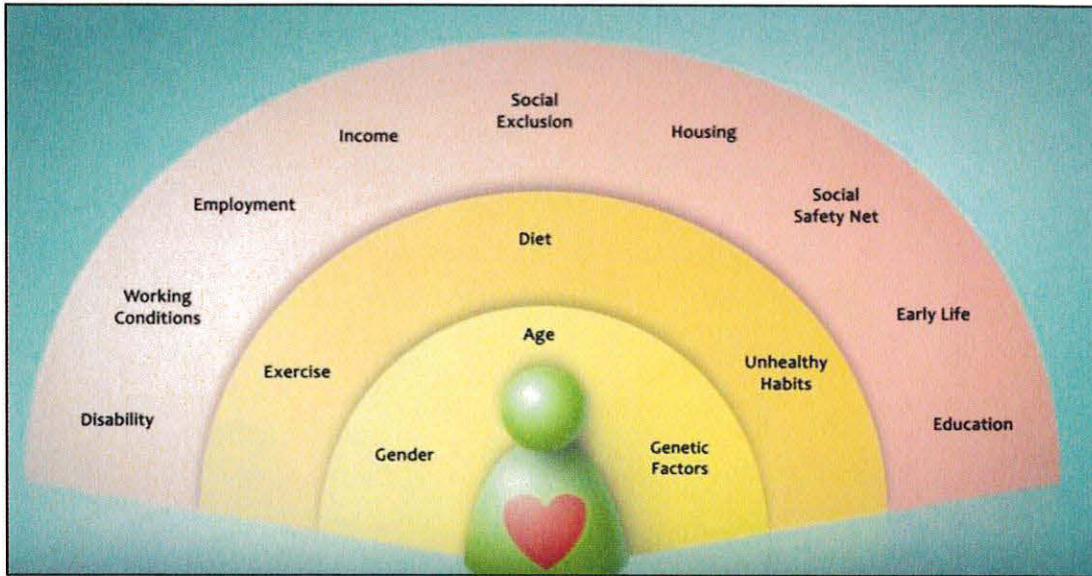 Social
Exclusion
Income
Housing
Employment
Social
Safety Net
Diet
Working
Conditions
Early Life
Age
Exercise
Unhealthy
Habits
Disability
Education
Gender
Genetic
Factors